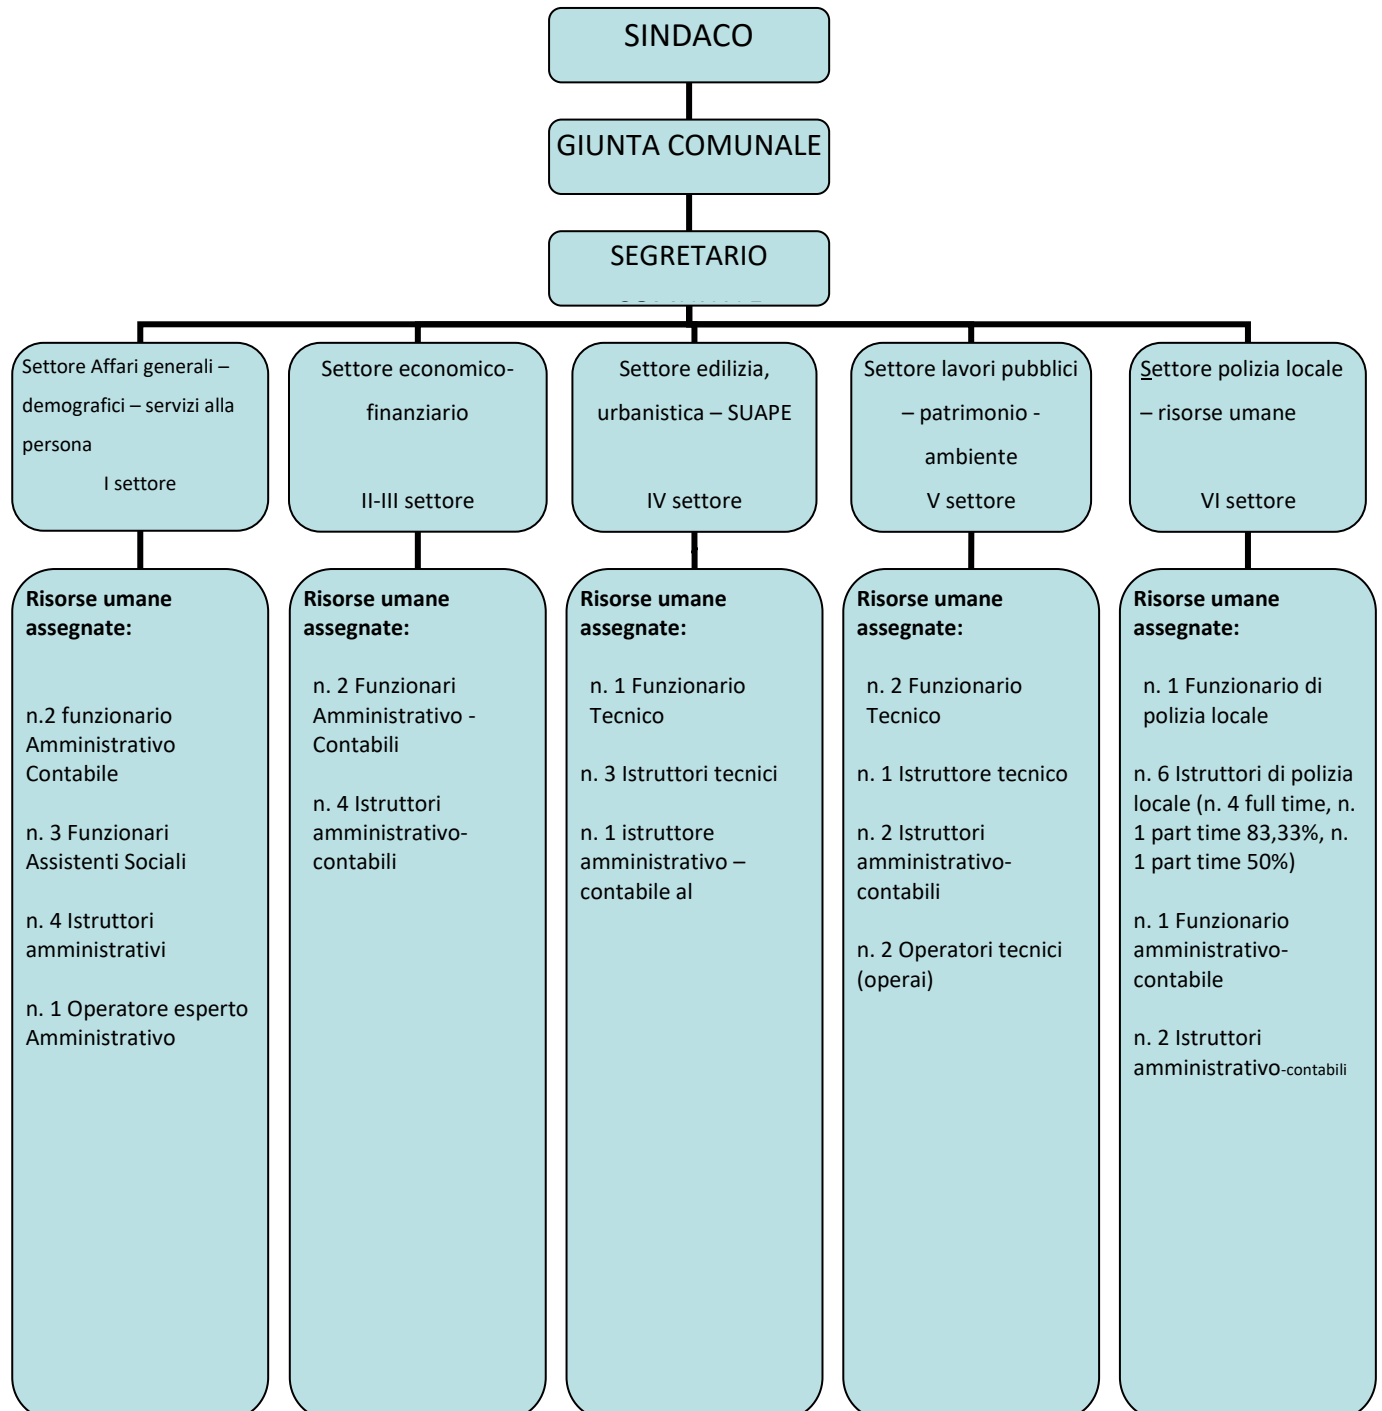 SINDACO
GIUNTA COMUNALE
SEGRETARIO
Settore Affari generali –
demografici – servizi alla
persona
I settore
Settore economico-
finanziario
II-III settore
Settore edilizia,
urbanistica – SUAPE
IV settore
Settore lavori pubblici
– patrimonio -
ambiente
V settore
Settore polizia locale
– risorse umane
VI settore
Risorse umane
assegnate:
n.2 funzionario
Amministrativo
Contabile
n. 3 Funzionari
Assistenti Sociali
n. 4 Istruttori
amministrativi
n. 1 Operatore esperto
Amministrativo
Risorse umane
assegnate:
n. 2 Funzionari
Amministrativo -
Contabili
n. 4 Istruttori
amministrativo-
contabili
Risorse umane
assegnate:
n. 1 Funzionario
Tecnico
n. 3 Istruttori tecnici
n. 1 istruttore
amministrativo –
contabile al
Risorse umane
assegnate:
n. 2 Funzionario
Tecnico
n. 1 Istruttore tecnico
n. 2 Istruttori
amministrativo-
contabili
n. 2 Operatori tecnici
(operai)
Risorse umane
assegnate:
n. 1 Funzionario di
polizia locale
n. 6 Istruttori di polizia
locale (n. 4 full time, n.
1 part time 83,33%, n.
1 part time 50%)
n. 1 Funzionario
amministrativo-
contabile
n. 2 Istruttori
amministrativo-contabili